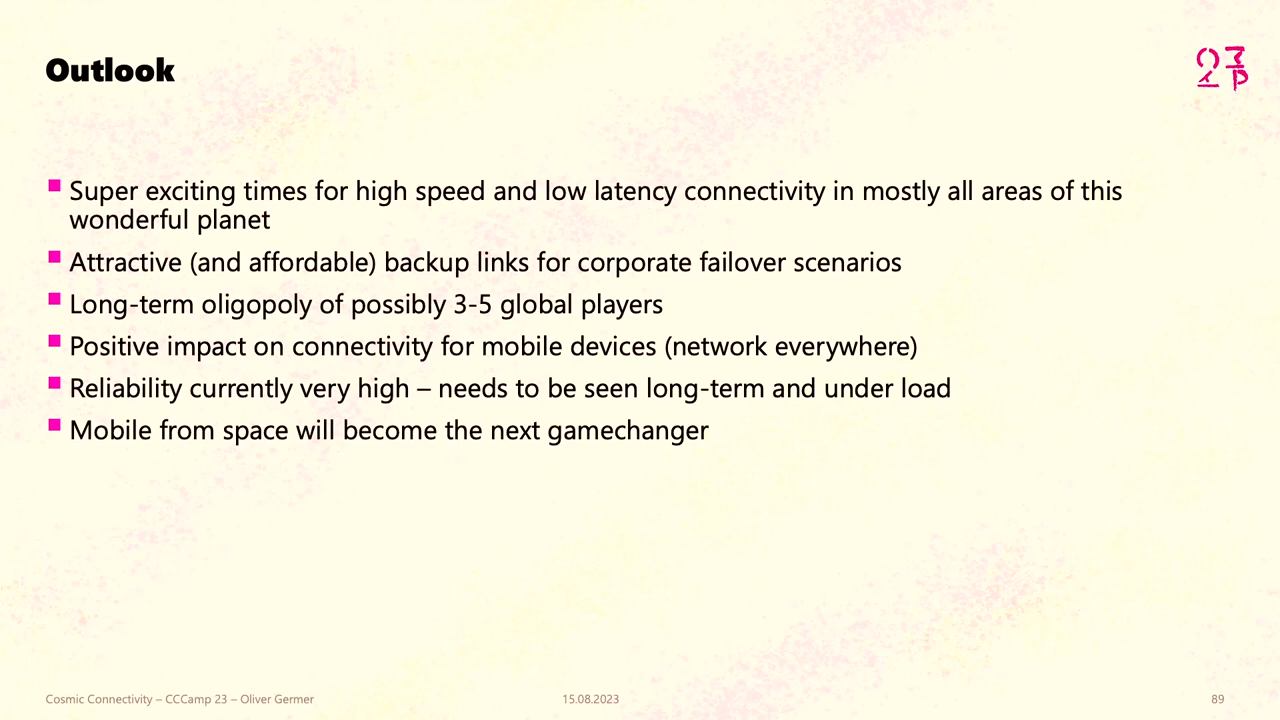 Outlook
Super exciting times for high speed and low latency connectivity in mostly all areas of this
wonderful planet
Attractive (and affordable) backup links for corporate failover scenarios
Long-term oligopoly of possibly 3-5 global players
Positive impact on connectivity for mobile devices (network everywhere)
Reliability currently very high – needs to be seen long-term and under load
Mobile from space will become the next gamechanger
Cosmic Connectivity – CCCamp 23 – Oliver Germer
15.08.2023
89